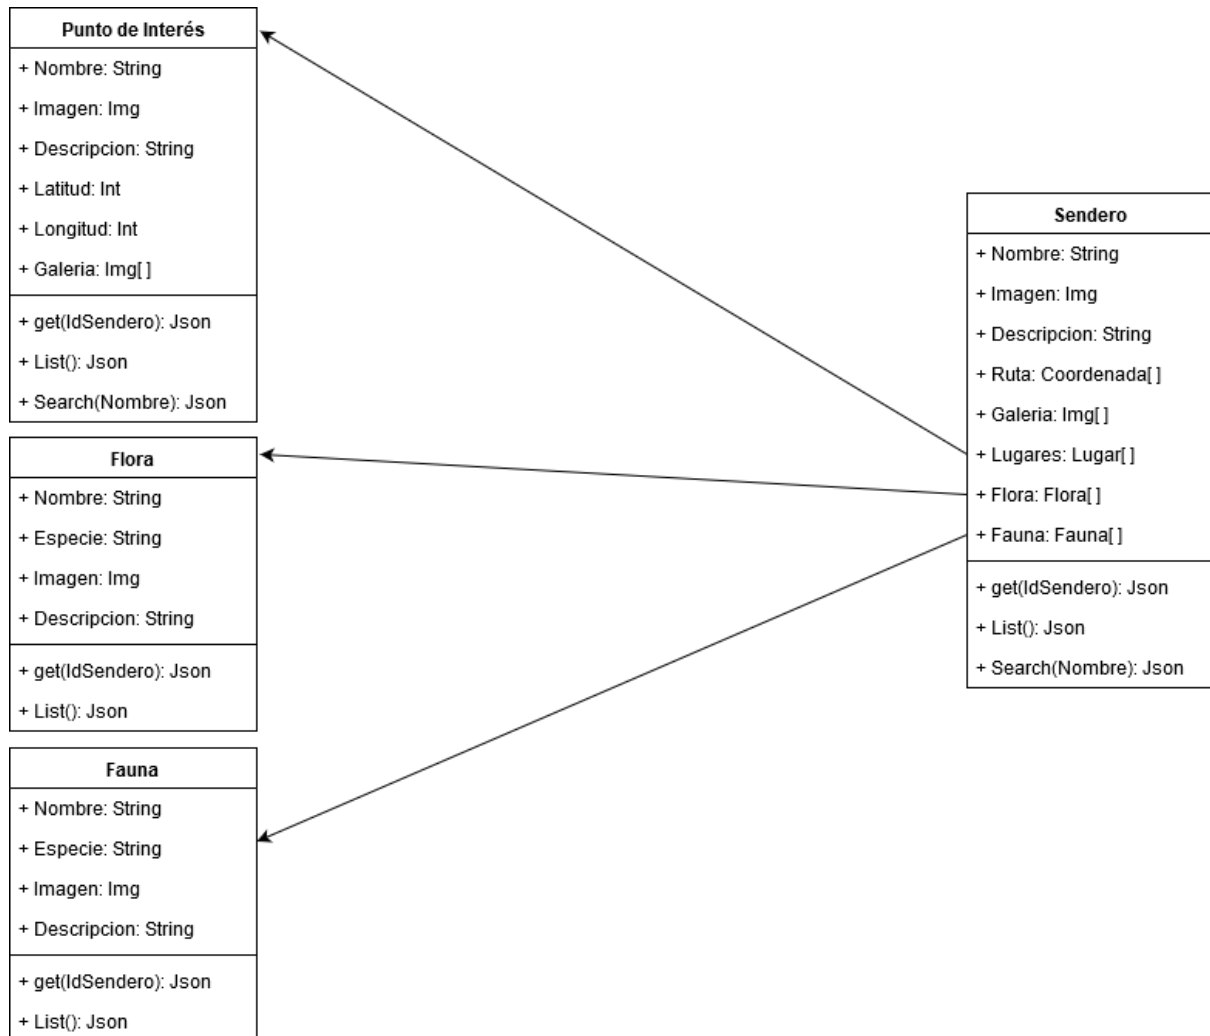 Punto de Interés
+ Nombre: String
+ Imagen: Img
+ Descripcion: String
+ Latitud: Int
+ Longitud: Int
+ Galeria: Img[ ]
+ get(IdSendero): Json
+ List(): Json
+ Search(Nombre): Json
Flora
+ Nombre: String
+ Especie: String
+ Imagen: Img
+ Descripcion: String
+ get(IdSendero): Json
+ List(): Json
Fauna
+ Nombre: String
+ Especie: String
+ Imagen: Img
+ Descripcion: String
+ get(IdSendero): Json
+ List(): Json
Sendero
+ Nombre: String
+ Imagen: Img
+ Descripcion: String
+ Ruta: Coordenada[ ]
+ Galeria: Img[ ]
+ Lugares: Lugar[ ]
+ Flora: Flora[ ]
+ Fauna: Fauna[ ]
+ get(IdSendero): Json
+ List(): Json
+ Search(Nombre): Json